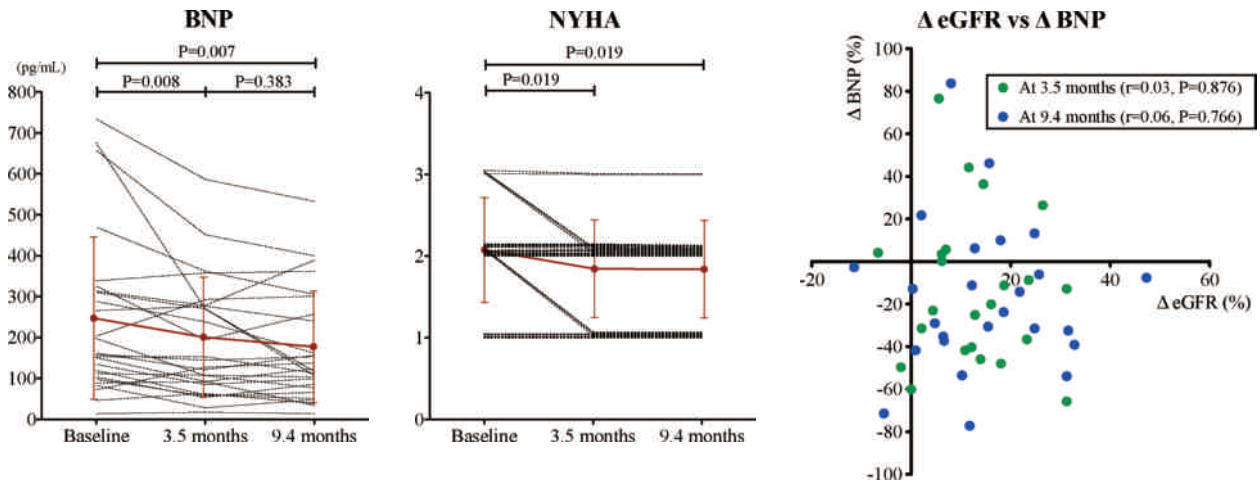 BNP
P=0.007
(pg/mL)
P=0.008
P=0.383
800
700
600
500
400
300
200
100
0
Baseline
3.5 months
9.4 months
NYHA
P=0.019
P=0.019
4
3
2
1
0
Baseline
3.5 months
9.4 months
Δ eGFR vs Δ BNP
Δ BNP (%)
100
80
60
40
20
-20
-40
-60
-80
-100
-20
20
40
60
Δ eGFR (%)
At 3.5 months (r=0.03, P=0.876)
At 9.4 months (r=0.06, P=0.766)